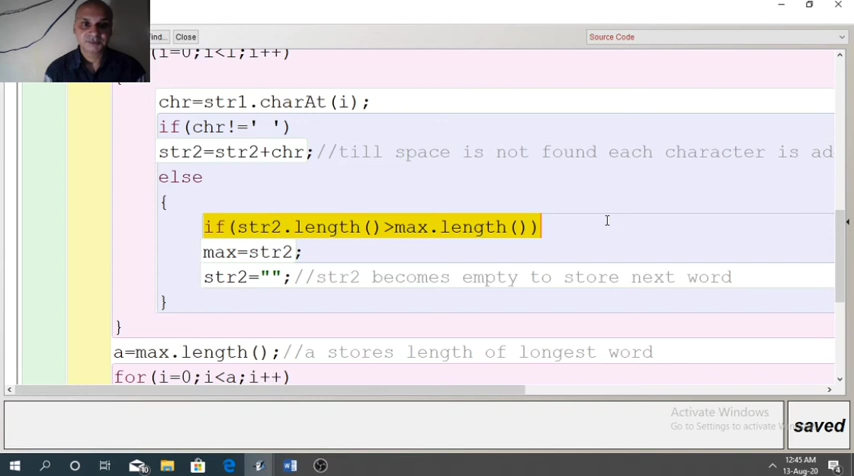 ind... Close Source Code
(i=0;i<l;i++)
{
chr=str1.charAt(i);
if(chr!=' ')
str2=str2+chr;//till space is not found each character is ad
else
{
if(str2.length()>max.length())
max=str2;
str2="";//str2 becomes empty to store next word
}
}
a=max.length();//a stores length of longest word
for(i=0;i<a;i++)
Activate Windows
Go to Settings to activate Win
saved
12:45 AM
13-Aug-20